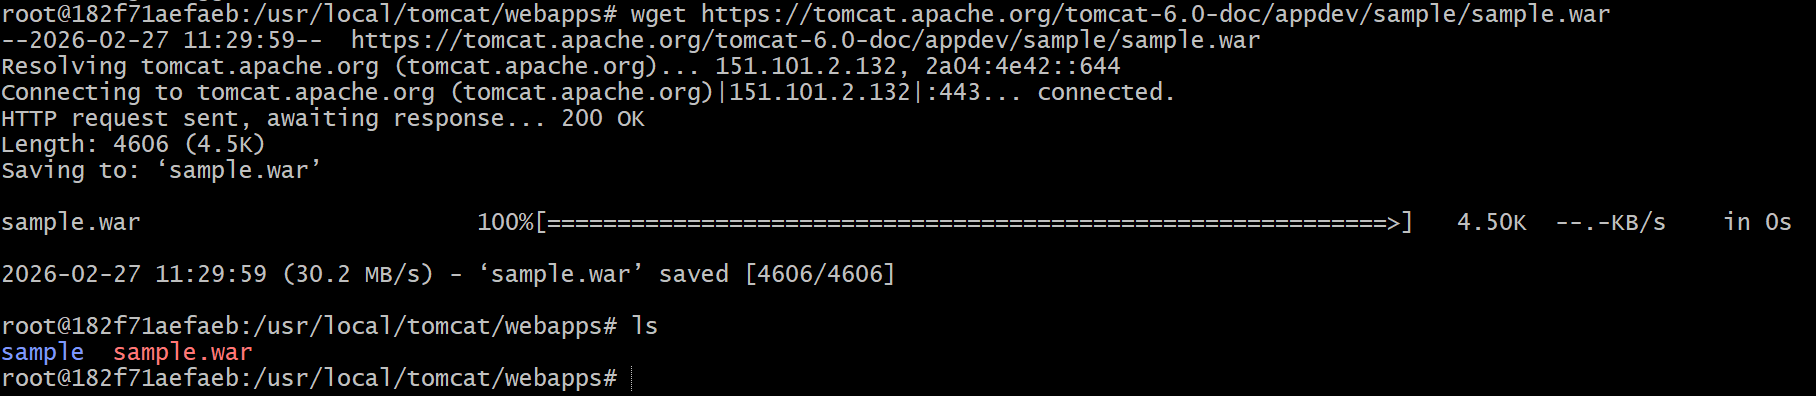 root@182f71aefaeb:/usr/local/tomcat/webapps# wget https://tomcat.apache.org/tomcat-6.0-doc/appdev/sample/sample.war
--2026-02-27 11:29:59--  https://tomcat.apache.org/tomcat-6.0-doc/appdev/sample/sample.war
Resolving tomcat.apache.org (tomcat.apache.org)... 151.101.2.132, 2a04:4e42::644
Connecting to tomcat.apache.org (tomcat.apache.org)|151.101.2.132|:443... connected.
HTTP request sent, awaiting response... 200 OK
Length: 4606 (4.5K)
Saving to: ‘sample.war’
sample.war                        100%[============================================================>]   4.50K  --.-KB/s    in 0s
2026-02-27 11:29:59 (30.2 MB/s) - ‘sample.war’ saved [4606/4606]
root@182f71aefaeb:/usr/local/tomcat/webapps# ls
sample  sample.war
root@182f71aefaeb:/usr/local/tomcat/webapps#